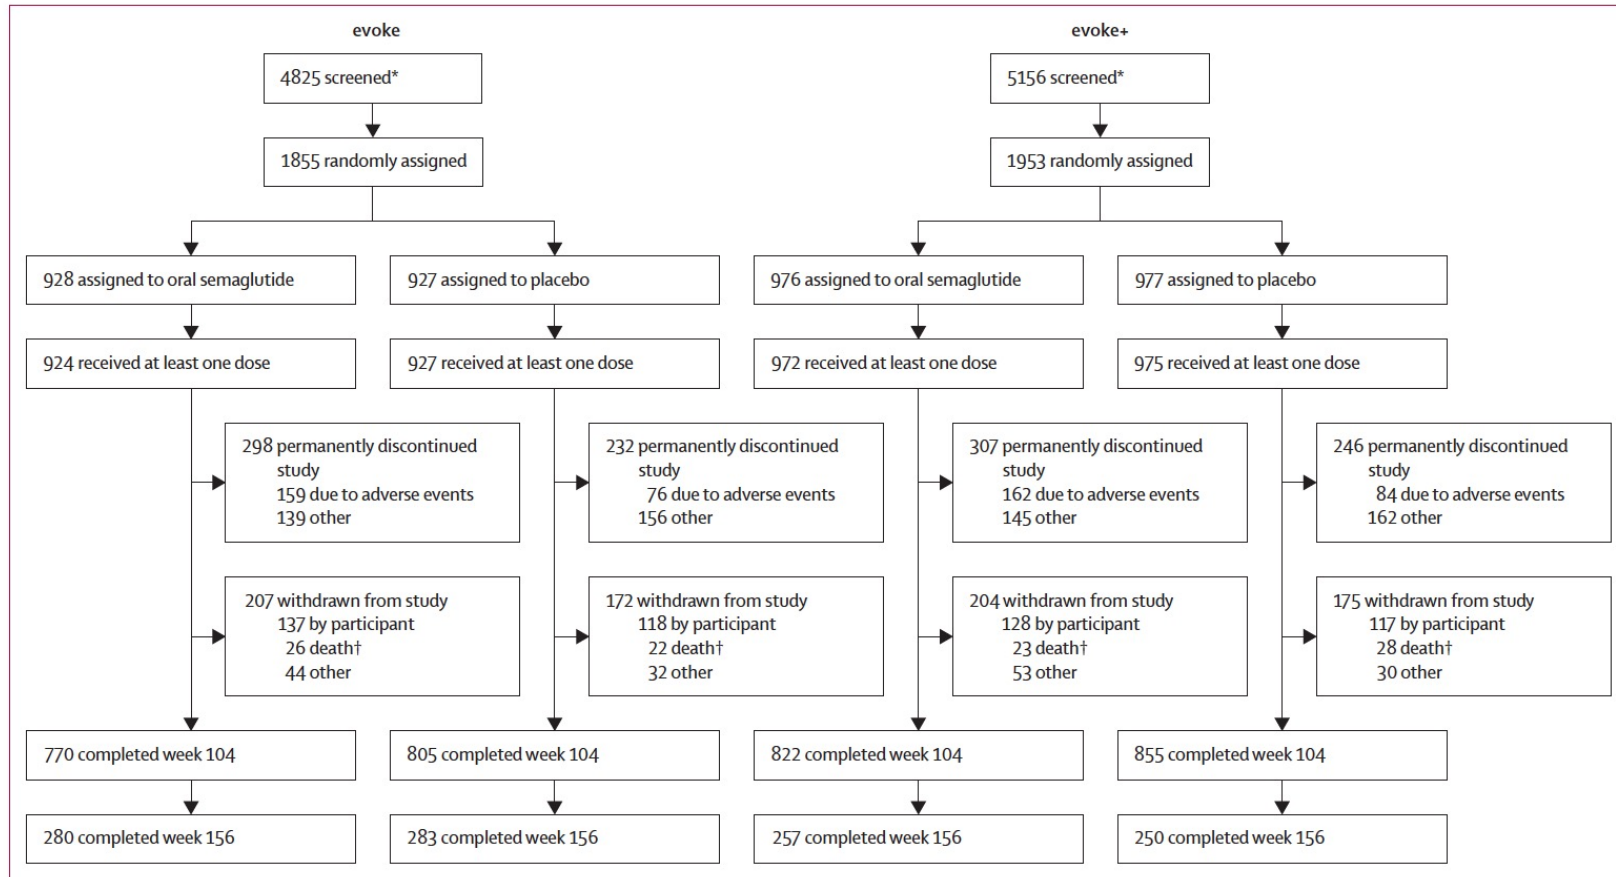 evoke
4825 screened*
1855 randomly assigned
928 assigned to oral semaglutide
927 assigned to placebo
924 received at least one dose
927 received at least one dose
298 permanently discontinued
study
159 due to adverse events
139 other
232 permanently discontinued
study
76 due to adverse events
156 other
207 withdrawn from study
137 by participant
26 death†
44 other
172 withdrawn from study
118 by participant
22 death†
32 other
770 completed week 104
805 completed week 104
280 completed week 156
283 completed week 156
evoke+
5156 screened*
1953 randomly assigned
976 assigned to oral semaglutide
977 assigned to placebo
972 received at least one dose
975 received at least one dose
307 permanently discontinued
study
162 due to adverse events
145 other
246 permanently discontinued
study
84 due to adverse events
162 other
204 withdrawn from study
128 by participant
23 death†
53 other
175 withdrawn from study
117 by participant
28 death†
30 other
822 completed week 104
855 completed week 104
257 completed week 156
250 completed week 156